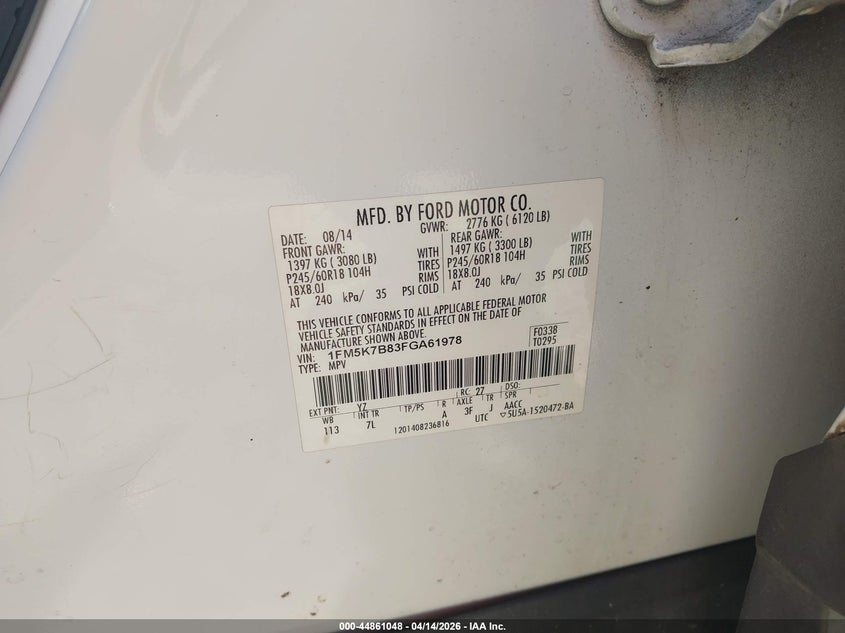 MFD. BY FORD MOTOR CO.
DATE: 08/14 GVWR: 2776 KG ( 6120 LB)
FRONT GAWR: REAR GAWR:
1397 KG ( 3080 LB) WITH 1497 KG ( 3300 LB) WITH
P245/60R18 104H TIRES P245/60R18 104H TIRES
18X8.0J RIMS 18X8.0J RIMS
AT 240 kPa/ 35 PSI COLD AT 240 kPa/ 35 PSI COLD
THIS VEHICLE CONFORMS TO ALL APPLICABLE FEDERAL MOTOR
VEHICLE SAFETY STANDARDS IN EFFECT ON THE DATE OF
MANUFACTURE SHOWN ABOVE.
VIN: 1FM5K7B83FGA61978 F0338
TYPE: MPV T0295
EXT PNT: YZ RC: 27 DSO:
WB INT TR TP/PS R AXLE TR SPR
113 7L A 3F J AACC
1201408236816 UTC ▽5U5A-1520472-BA
000-44861048 - 04/14/2026 - IAA Inc.